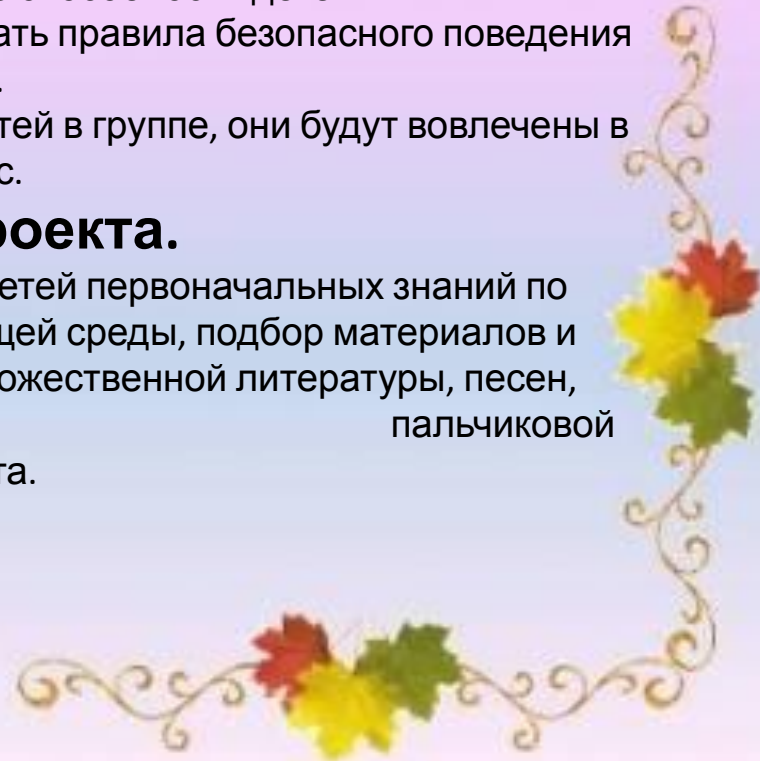 ать правила безопасного поведения
.
тей в группе, они будут вовлечены в
с.
роекта.
етей первоначальных знаний по
щей среды, подбор материалов и
ожественной литературы, песен,
пальчиковой
та.